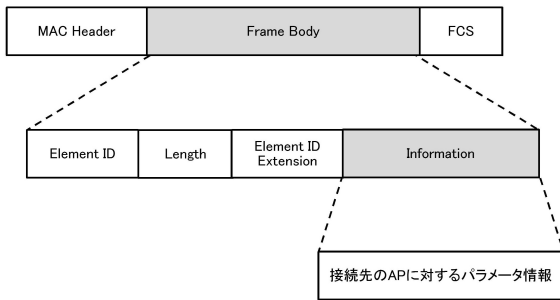 MAC Header
Frame Body
FCS
Element ID
Length
Element ID
Extension
Information
接続先のAPに対するパラメータ情報